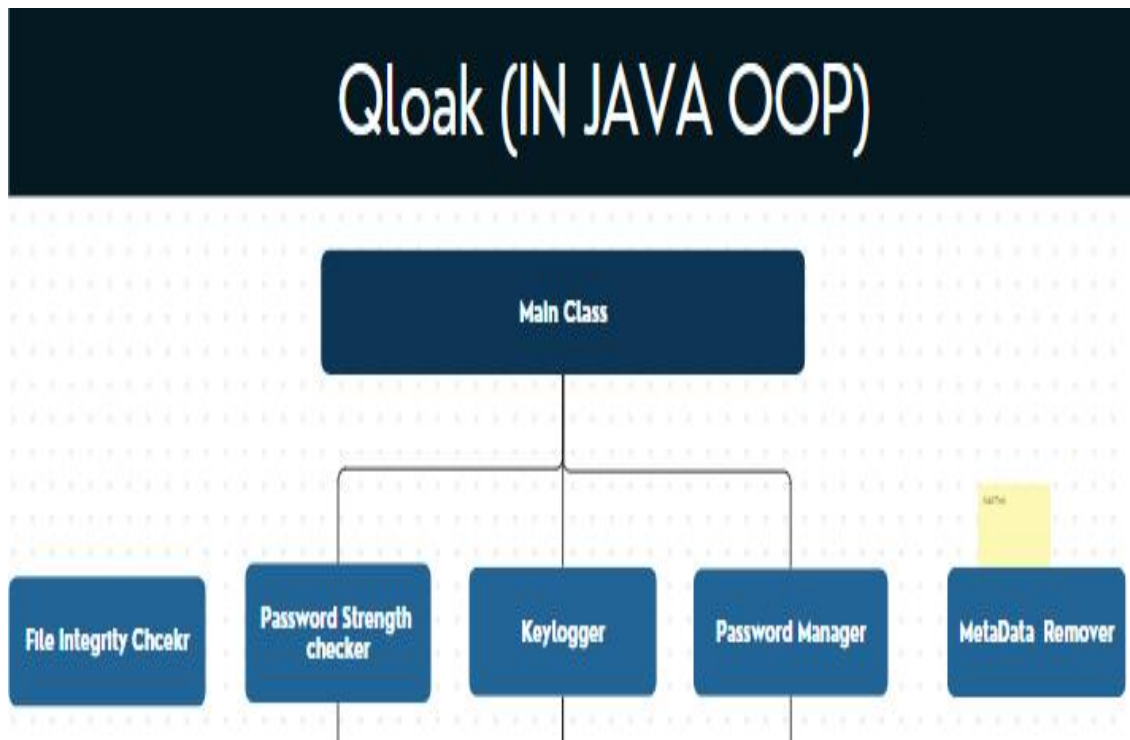 Qloak (IN JAVA OOP)
Main Class
File Integrity Chcekr
Password Strength
checker
Keylogger
Password Manager
MetaData Remover